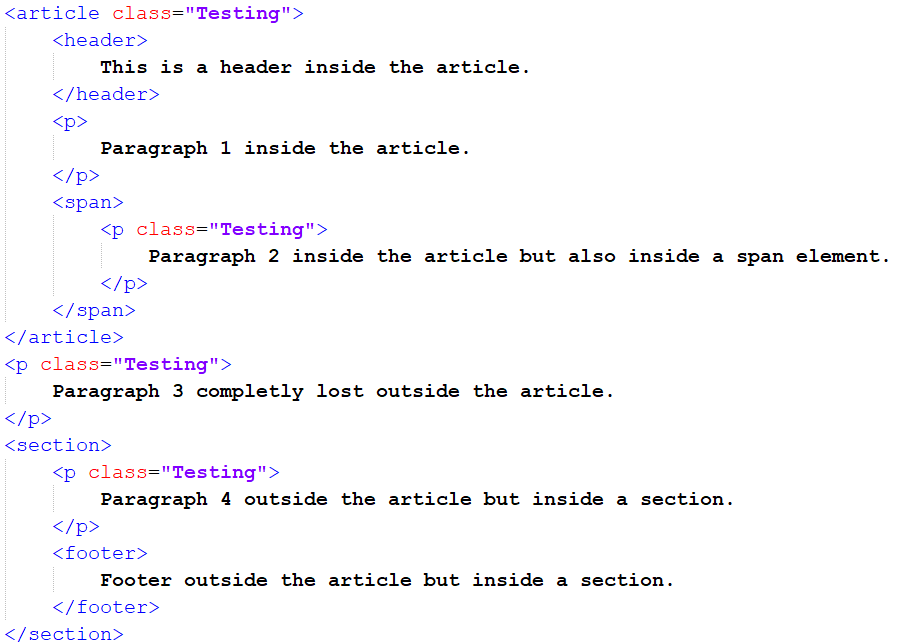 <article class="Testing">
    <header>
        This is a header inside the article.
    </header>
    <p>
        Paragraph 1 inside the article.
    </p>
    <span>
        <p class="Testing">
            Paragraph 2 inside the article but also inside a span element.
        </p>
    </span>
</article>
<p class="Testing">
    Paragraph 3 completly lost outside the article.
</p>
<section>
    <p class="Testing">
        Paragraph 4 outside the article but inside a section.
    </p>
    <footer>
        Footer outside the article but inside a section.
    </footer>
</section>